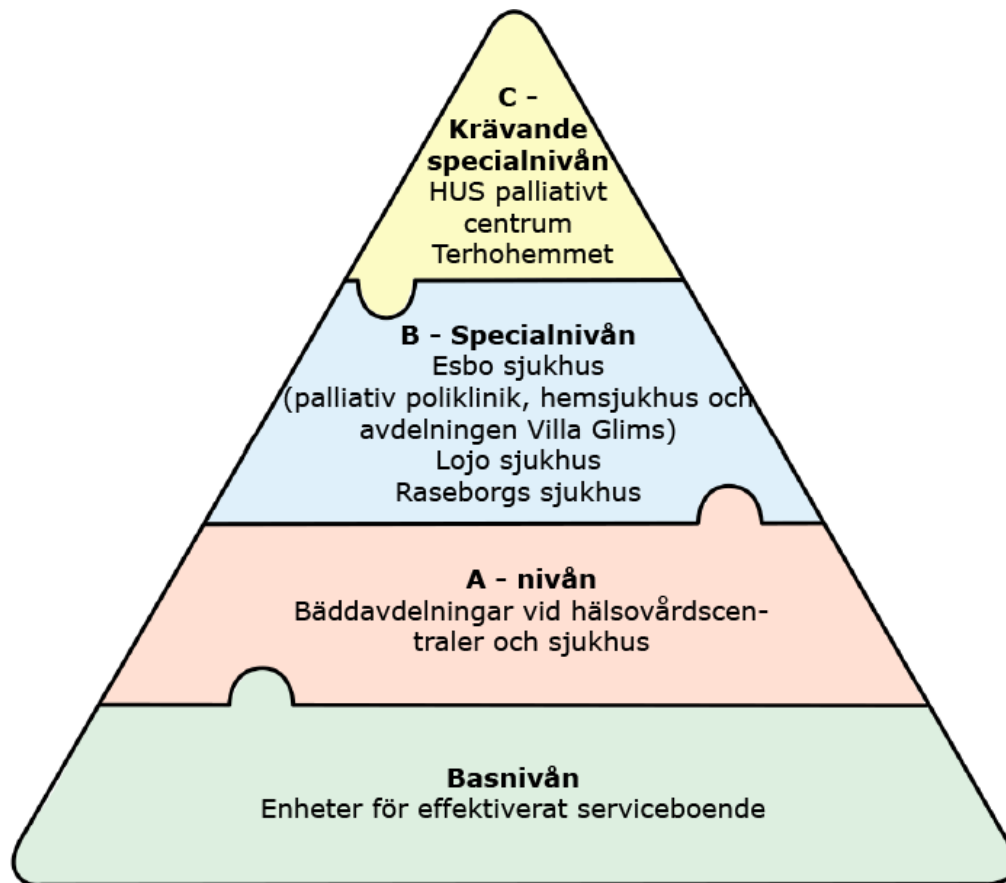 C -
Krävande
specialnivån
HUS palliativt
centrum
Terhohemmet
B - Specialnivån
Esbo sjukhus
(palliativ poliklinik, hemsjukhus och
avdelningen Villa Glims)
Lojo sjukhus
Raseborgs sjukhus
A - nivån
Bäddavdelningar vid hälsovårdscen-
traler och sjukhus
Basnivån
Enheter för effektiverat serviceboende